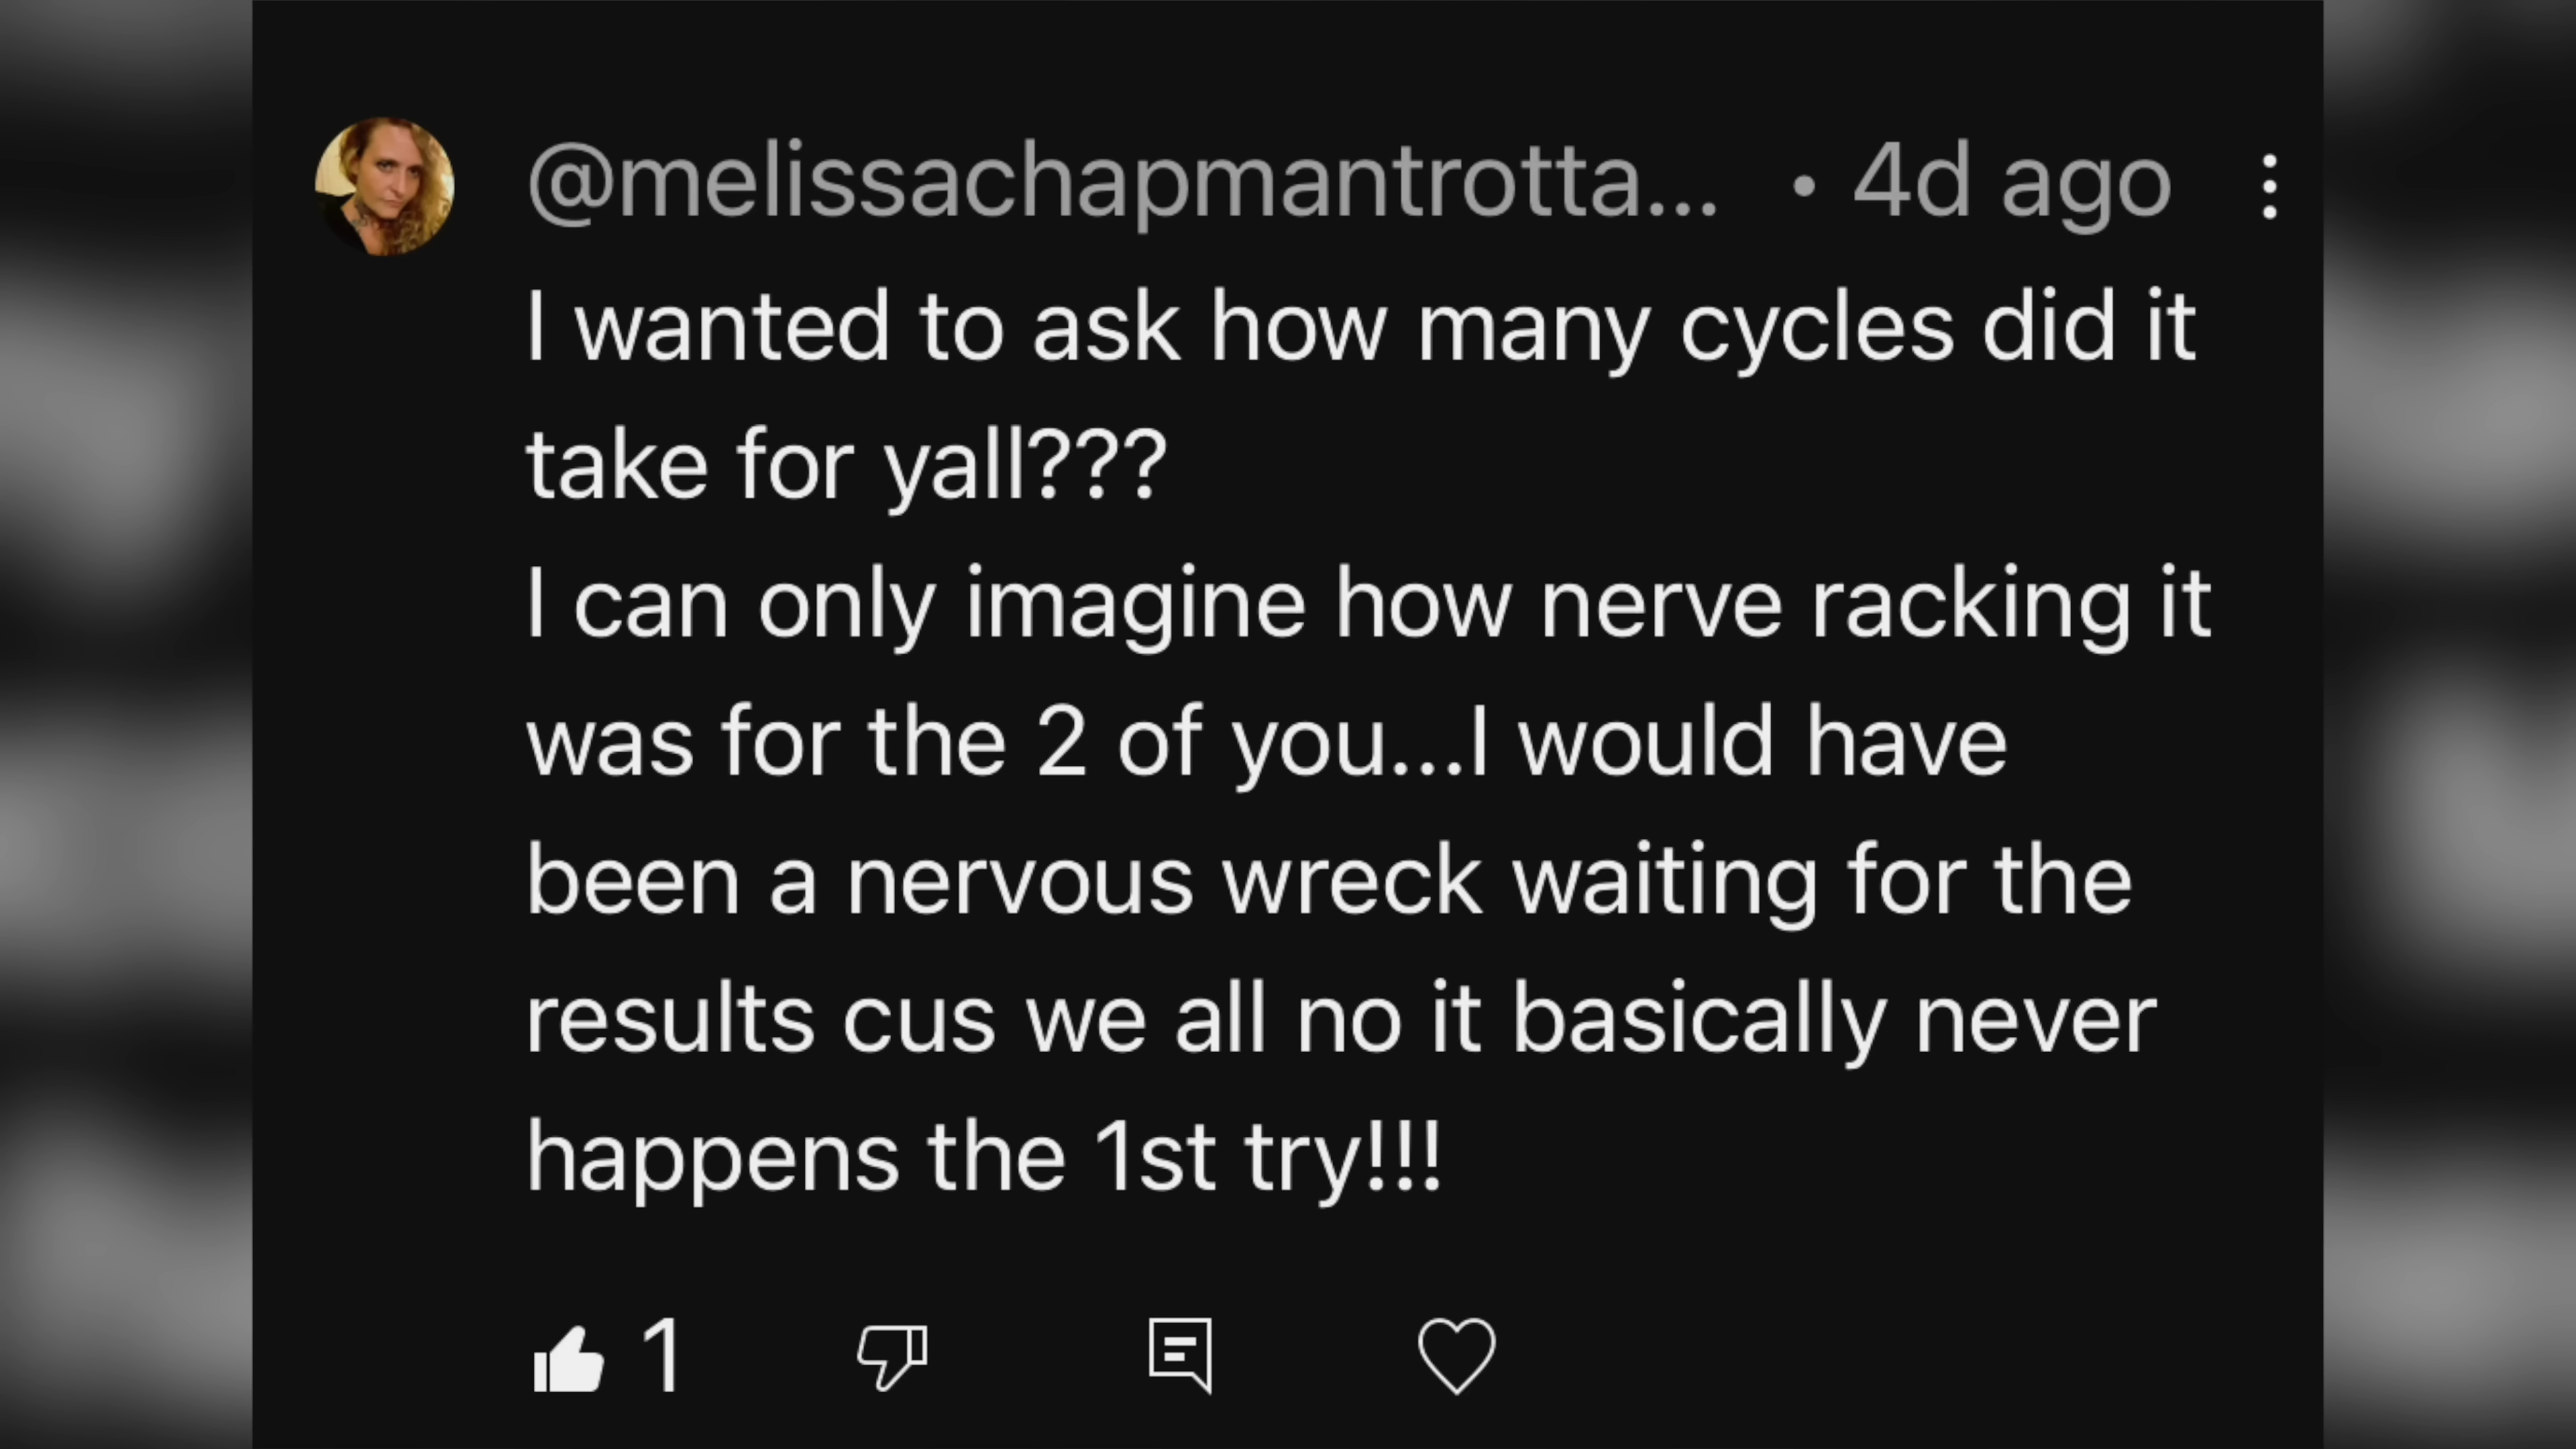 @melissachapmantrotta... • 4d ago
I wanted to ask how many cycles did it
take for yall???
I can only imagine how nerve racking it
was for the 2 of you...I would have
been a nervous wreck waiting for the
results cus we all no it basically never
happens the 1st try!!!
1